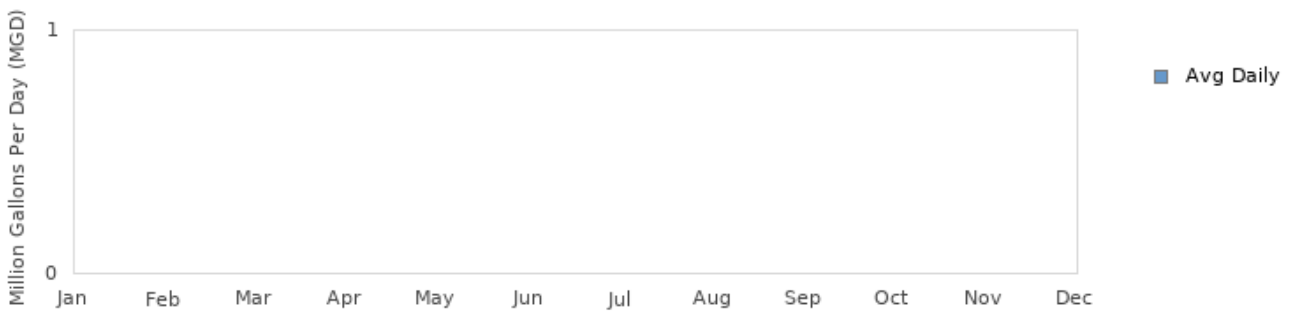 Million Gallons Per Day (MGD)
1
0
Jan Feb Mar Apr May Jun Jul Aug Sep Oct Nov Dec
Avg Daily